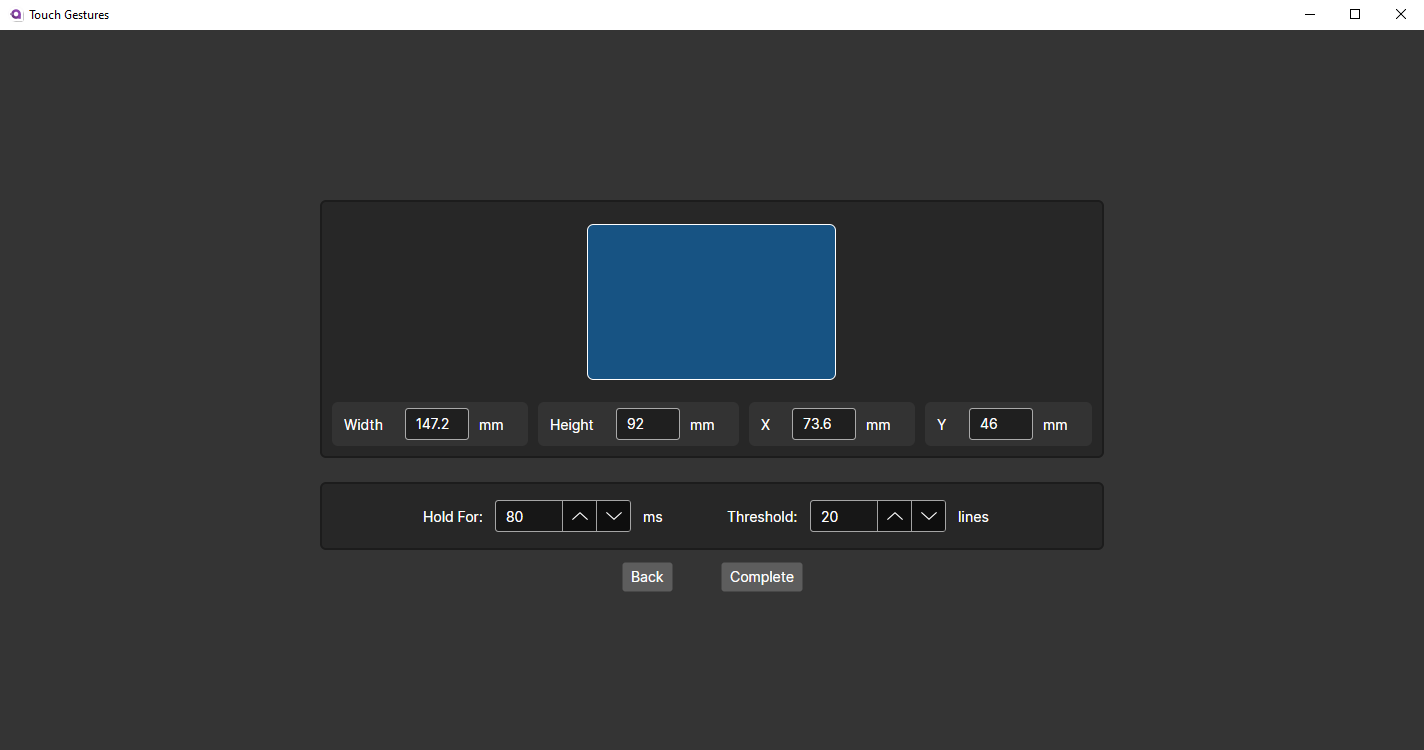 Touch Gestures
Width 147.2 mm Height 92 mm X 73.6 mm Y 46 mm
Hold For: 80 ms Threshold: 20 lines
Back Complete